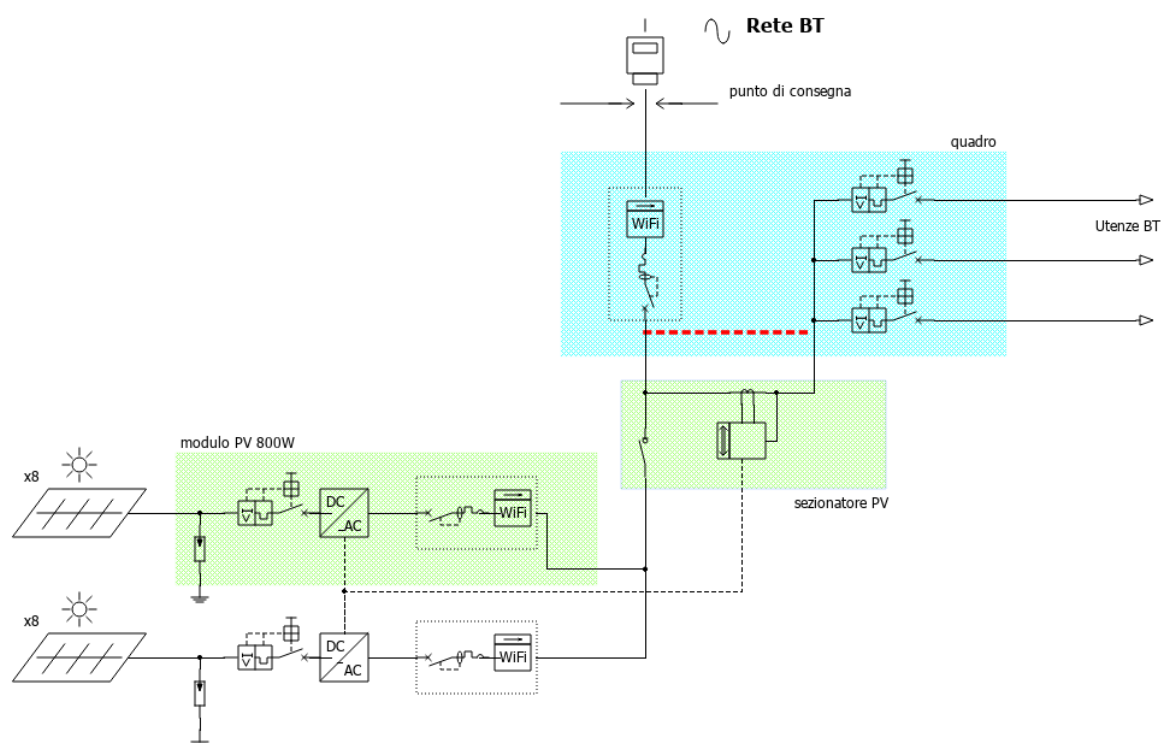 Rete BT
punto di consegna
quadro
WiFi
Utenze BT
modulo PV 800W
x8
DC
AC
WiFi
sezionatore PV
x8
DC
AC
WiFi